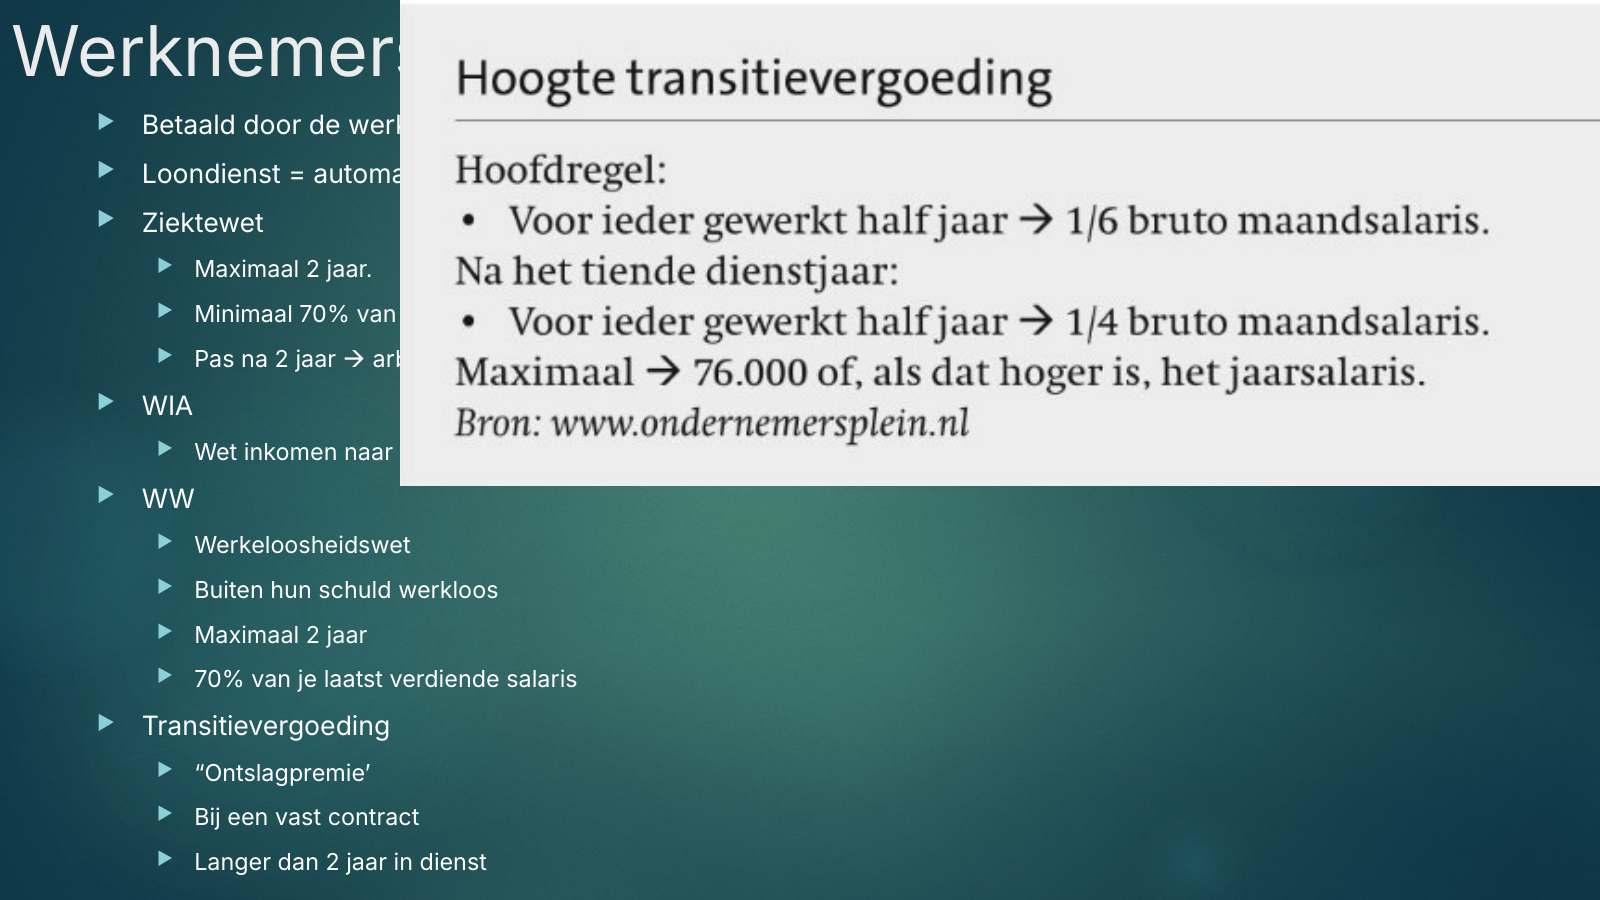 Werknemers
Betaald door de werk
Loondienst = automa
Ziektewet
Maximaal 2 jaar.
Minimaal 70% van
Pas na 2 jaar → arb
WIA
Wet inkomen naar
WW
Werkeloosheidswet
Buiten hun schuld werkloos
Maximaal 2 jaar
70% van je laatst verdiende salaris
Transitievergoeding
“Ontslagpremie’
Bij een vast contract
Langer dan 2 jaar in dienst
Hoogte transitievergoeding
Hoofdregel:
• Voor ieder gewerkt half jaar → 1/6 bruto maandsalaris.
Na het tiende dienstjaar:
• Voor ieder gewerkt half jaar → 1/4 bruto maandsalaris.
Maximaal → 76.000 of, als dat hoger is, het jaarsalaris.
Bron: www.ondernemersplein.nl